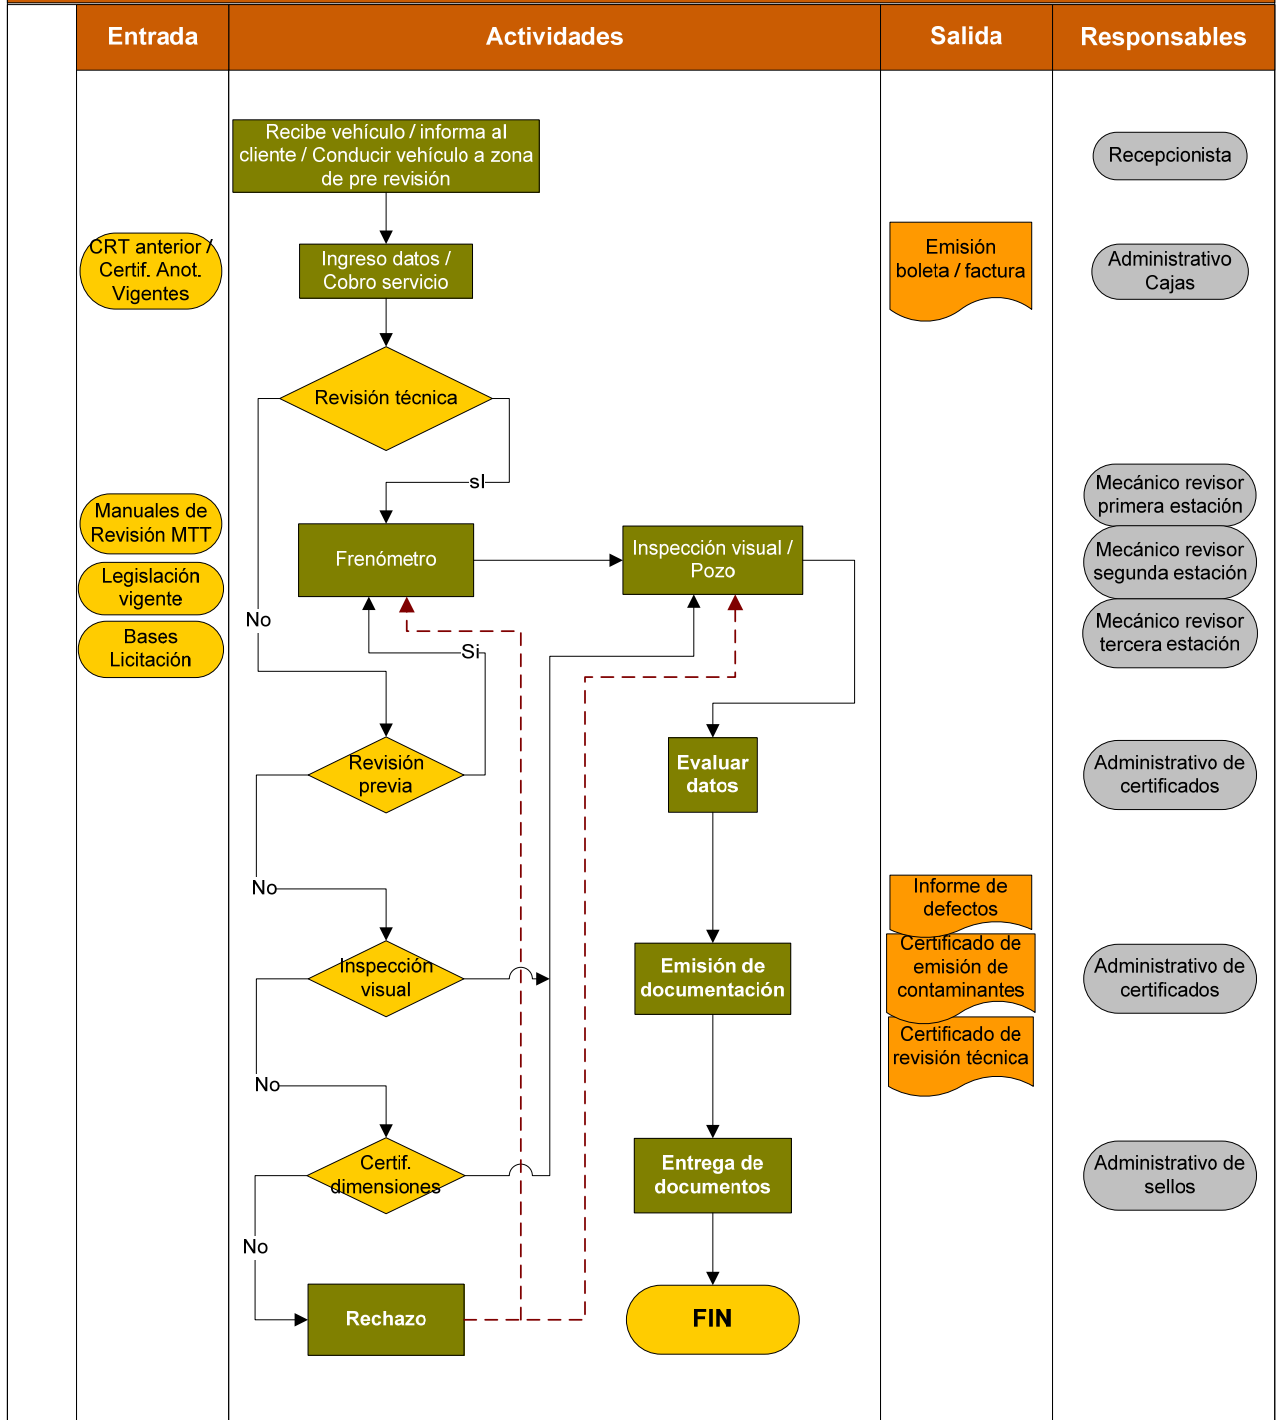 Entrada
Actividades
Salida
Responsables
Recibe vehículo / informa al
cliente / Conducir vehículo a zona
de pre revisión
Recepcionista
CRT anterior /
Certif. Anot.
Vigentes
Ingreso datos /
Cobro servicio
Emisión
boleta / factura
Administrativo
Cajas
Revisión técnica
sI
Manuales de
Revisión MTT
Legislación
vigente
Bases
Licitación
Frenómetro
Inspección visual /
Pozo
Mecánico revisor
primera estación
Mecánico revisor
segunda estación
Mecánico revisor
tercera estación
No
Si
Revisión
previa
Evaluar
datos
Administrativo de
certificados
No
Inspección
visual
Emisión de
documentación
Informe de
defectos
Certificado de
emisión de
contaminantes
Certificado de
revisión técnica
Administrativo de
certificados
No
Certif.
dimensiones
Entrega de
documentos
Administrativo de
sellos
No
Rechazo
FIN